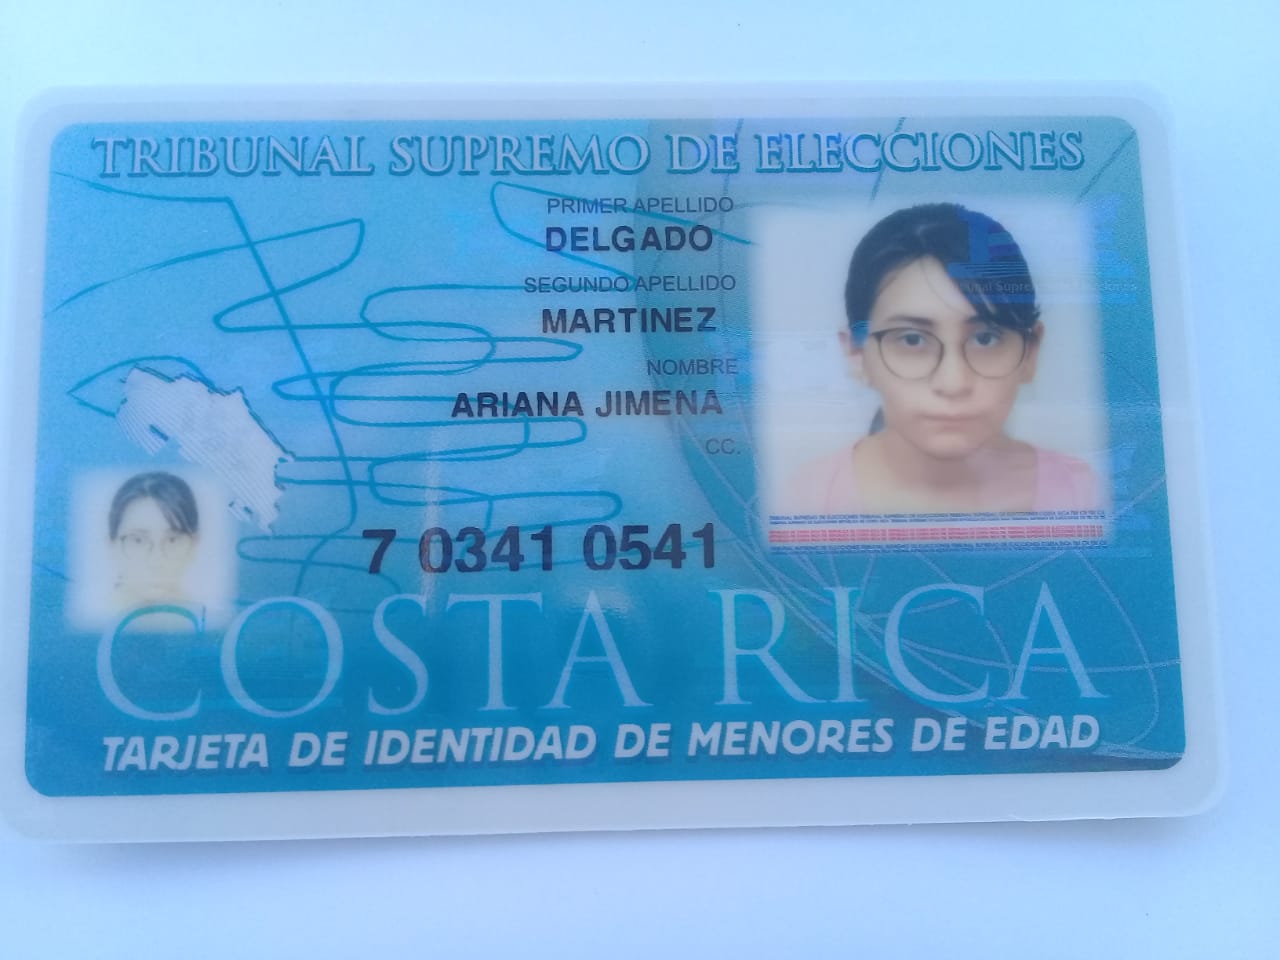 TRIBUNAL SUPREMO DE ELECCIONES
PRIMER APELLIDO
DELGADO
SEGUNDO APELLIDO
MARTINEZ
NOMBRE
ARIANA JIMENA
CC.
7 0341 0541
COSTA RICA
TARJETA DE IDENTIDAD DE MENORES DE EDAD